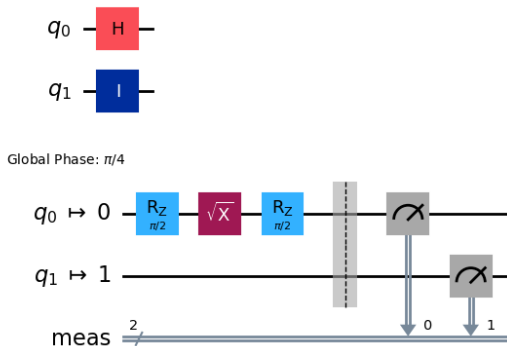 q0 H
q1 I
Global Phase: π/4
q0 ↦ 0 RZ π/2 √X RZ π/2
q1 ↦ 1
meas 2 0 1